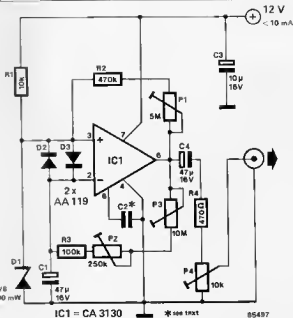 12 V
< 10 mA
R1
10k
R2
470k
C3
10µ
16V
P1
5M
D2
D3
3
+
7
IC1
2
-
6
4
8
C4
47µ
16V
2 x
AA 119
C2*
P3
10M
R4
470Ω
R3
100k
P2
250k
D1
C1
47µ
16V
P4
10k
IC1 = CA 3130
* see text
85497